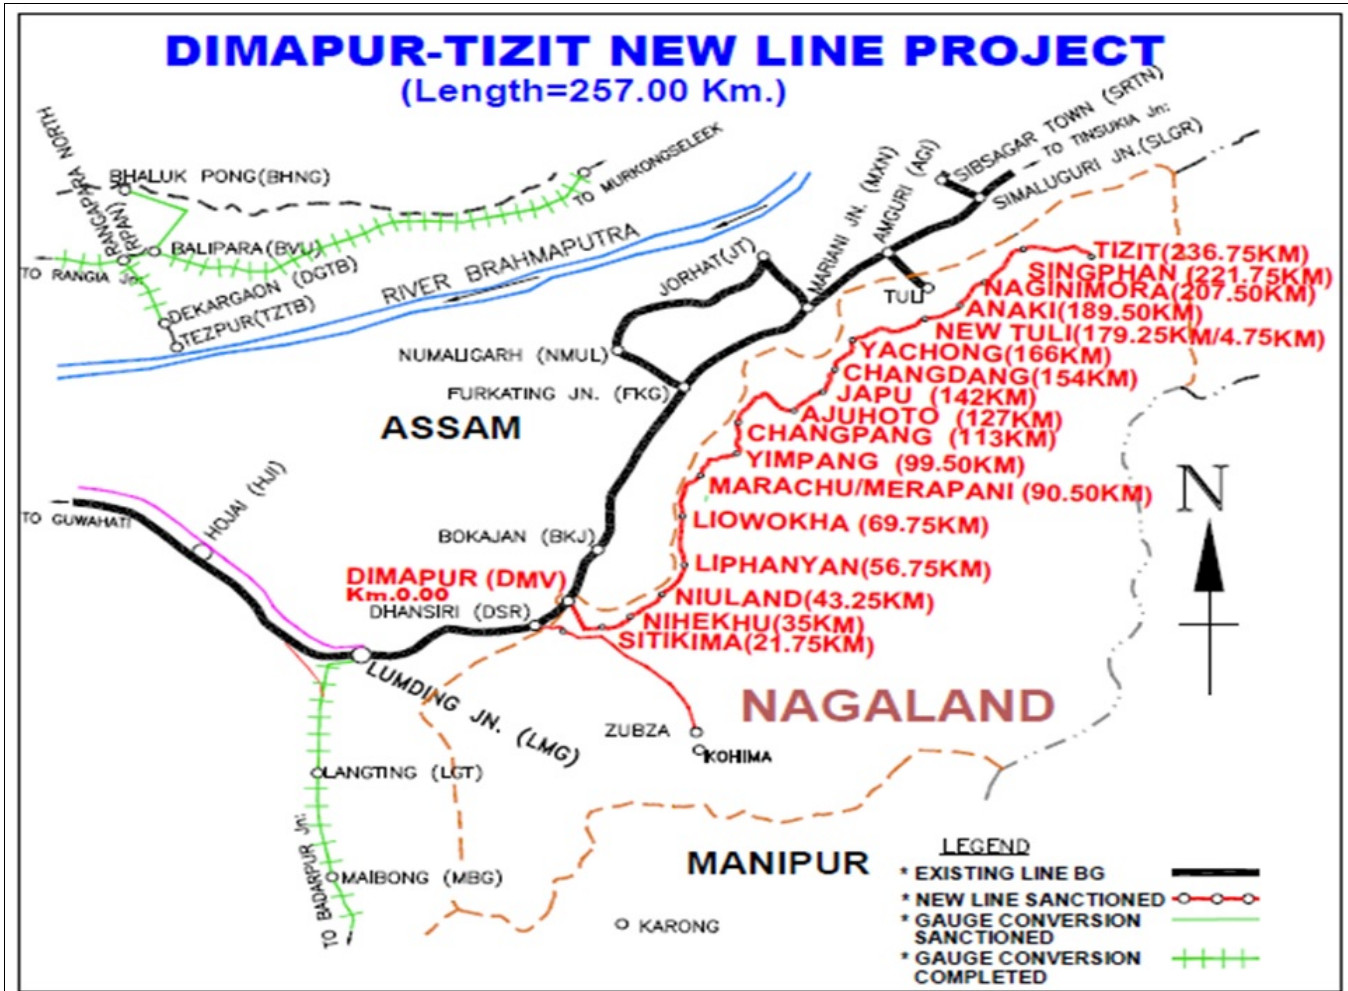 DIMAPUR-TIZIT NEW LINE PROJECT
(Length=257.00 Km.)
RANGAPARA NORTH
(RPAN)
BHALUK PONG(BHNG)
BALIPARA(BVU)
TO RANGIA
DEKARGAON (DGTB)
TEZPUR(TZTB)
TO MURKONGSELEEK
RIVER BRAHMAPUTRA
JORHAT(JT)
MARIANI JN. (MXN)
AMGURI (AGI)
SIBSAGAR TOWN (SRTN)
TO TINSUKIA Jn:
SIMALUGURI JN.(SLGR)
TULI
NUMALIGARH (NMUL)
FURKATING JN. (FKG)
ASSAM
TIZIT(236.75KM)
SINGPHAN (221.75KM)
NAGINIMORA(207.50KM)
ANAKI(189.50KM)
NEW TULI(179.25KM/4.75KM)
YACHONG(166KM)
CHANGDANG(154KM)
JAPU (142KM)
AJUHOTO (127KM)
CHANGPANG (113KM)
YIMPANG (99.50KM)
MARACHU/MERAPANI (90.50KM)
LIOWOKHA (69.75KM)
LIPHANYAN(56.75KM)
NIULAND(43.25KM)
NIHEKHU(35KM)
SITIKIMA(21.75KM)
N
TO GUWAHATI
HOJAI (HJI)
BOKAJAN (BKJ)
DIMAPUR (DMV)
Km.0.00
DHANSIRI (DSR)
LUMDING JN. (LMG)
NAGALAND
ZUBZA
KOHIMA
LANGTING (LGT)
MAIBONG (MBG)
TO BADARPUR Jn:
MANIPUR
KARONG
LEGEND
* EXISTING LINE BG
* NEW LINE SANCTIONED
* GAUGE CONVERSION
SANCTIONED
* GAUGE CONVERSION
COMPLETED